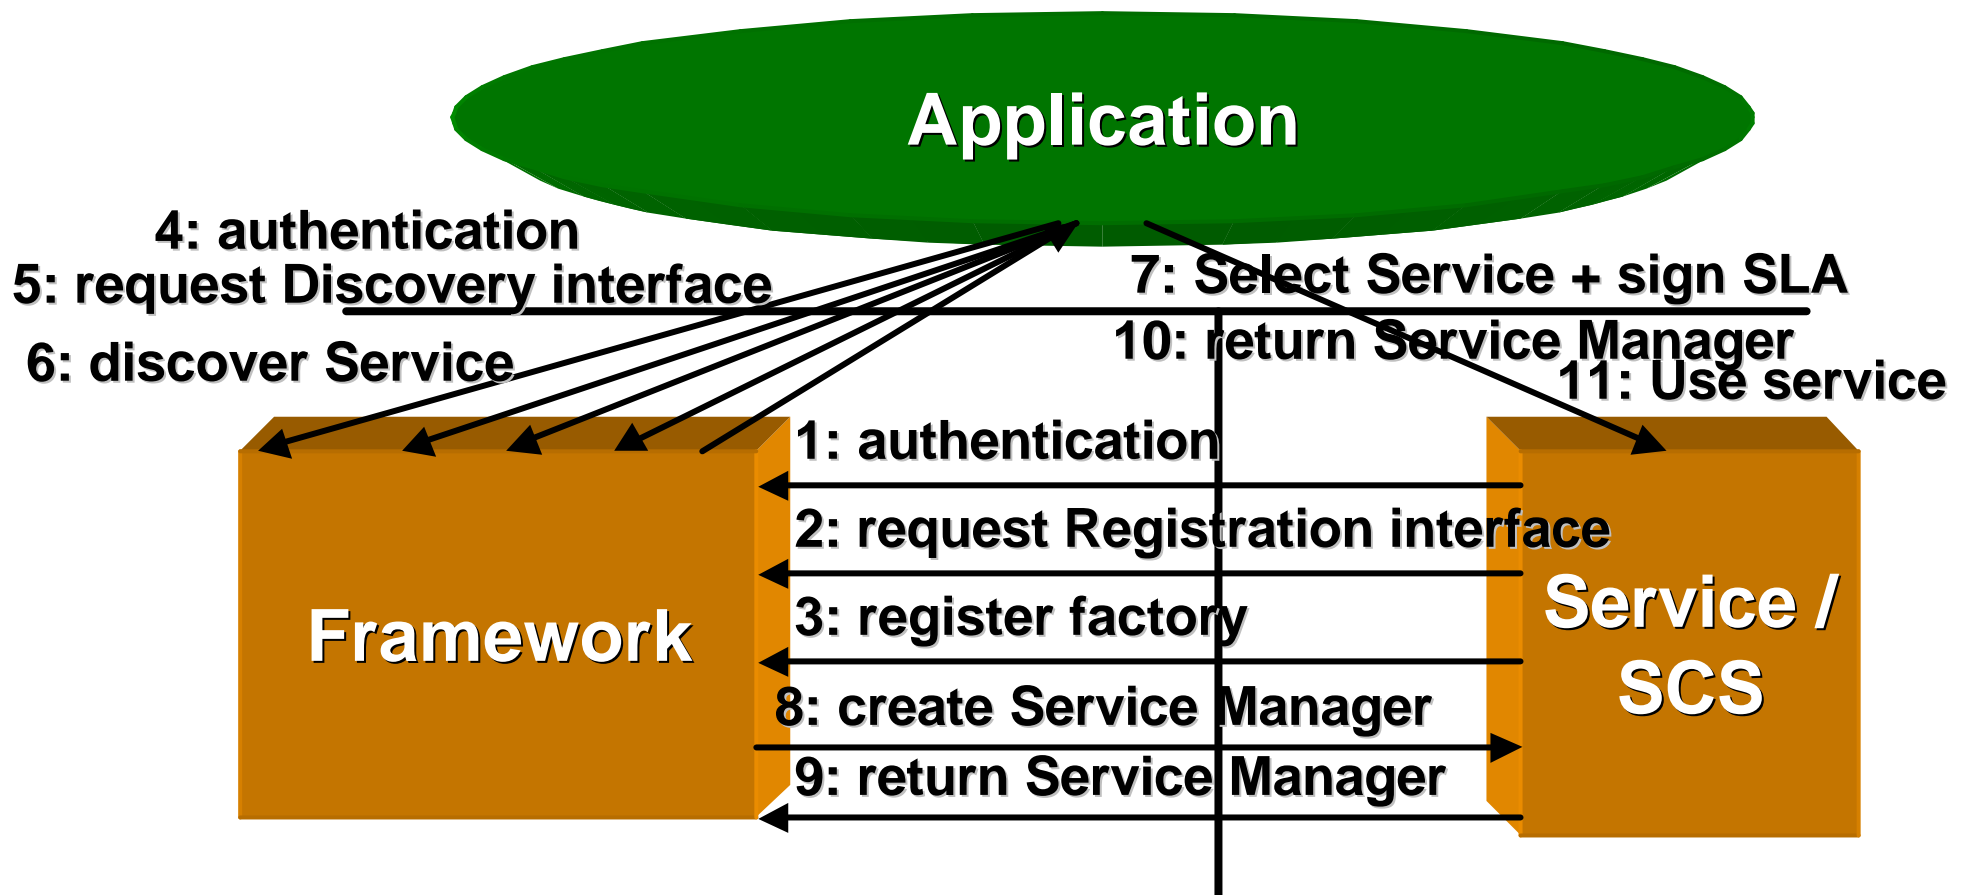 Application
4: authentication
5: request Discovery interface
7: Select Service + sign SLA
10: return Service Manager
6: discover Service
11: Use service
1: authentication
2: request Registration interface
3: register factory
Framework
Service /
SCS
8: create Service Manager
9: return Service Manager